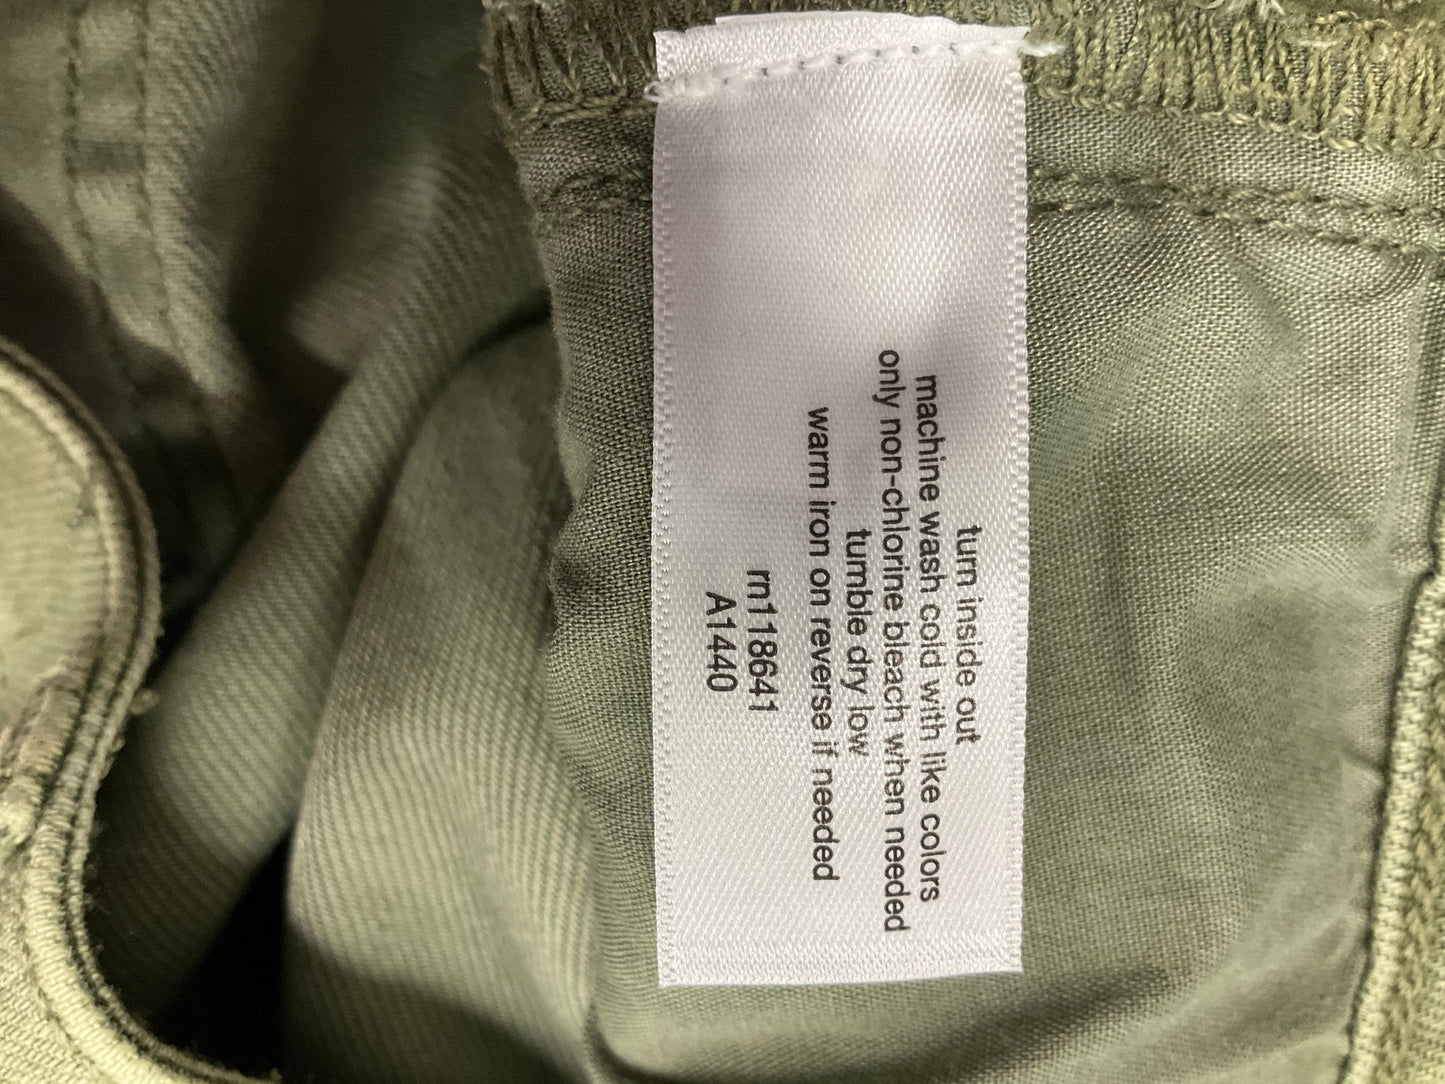 turn inside out
machine wash cold with like colors
only non-chlorine bleach when needed
tumble dry low
warm iron on reverse if needed
rn118641
A1440